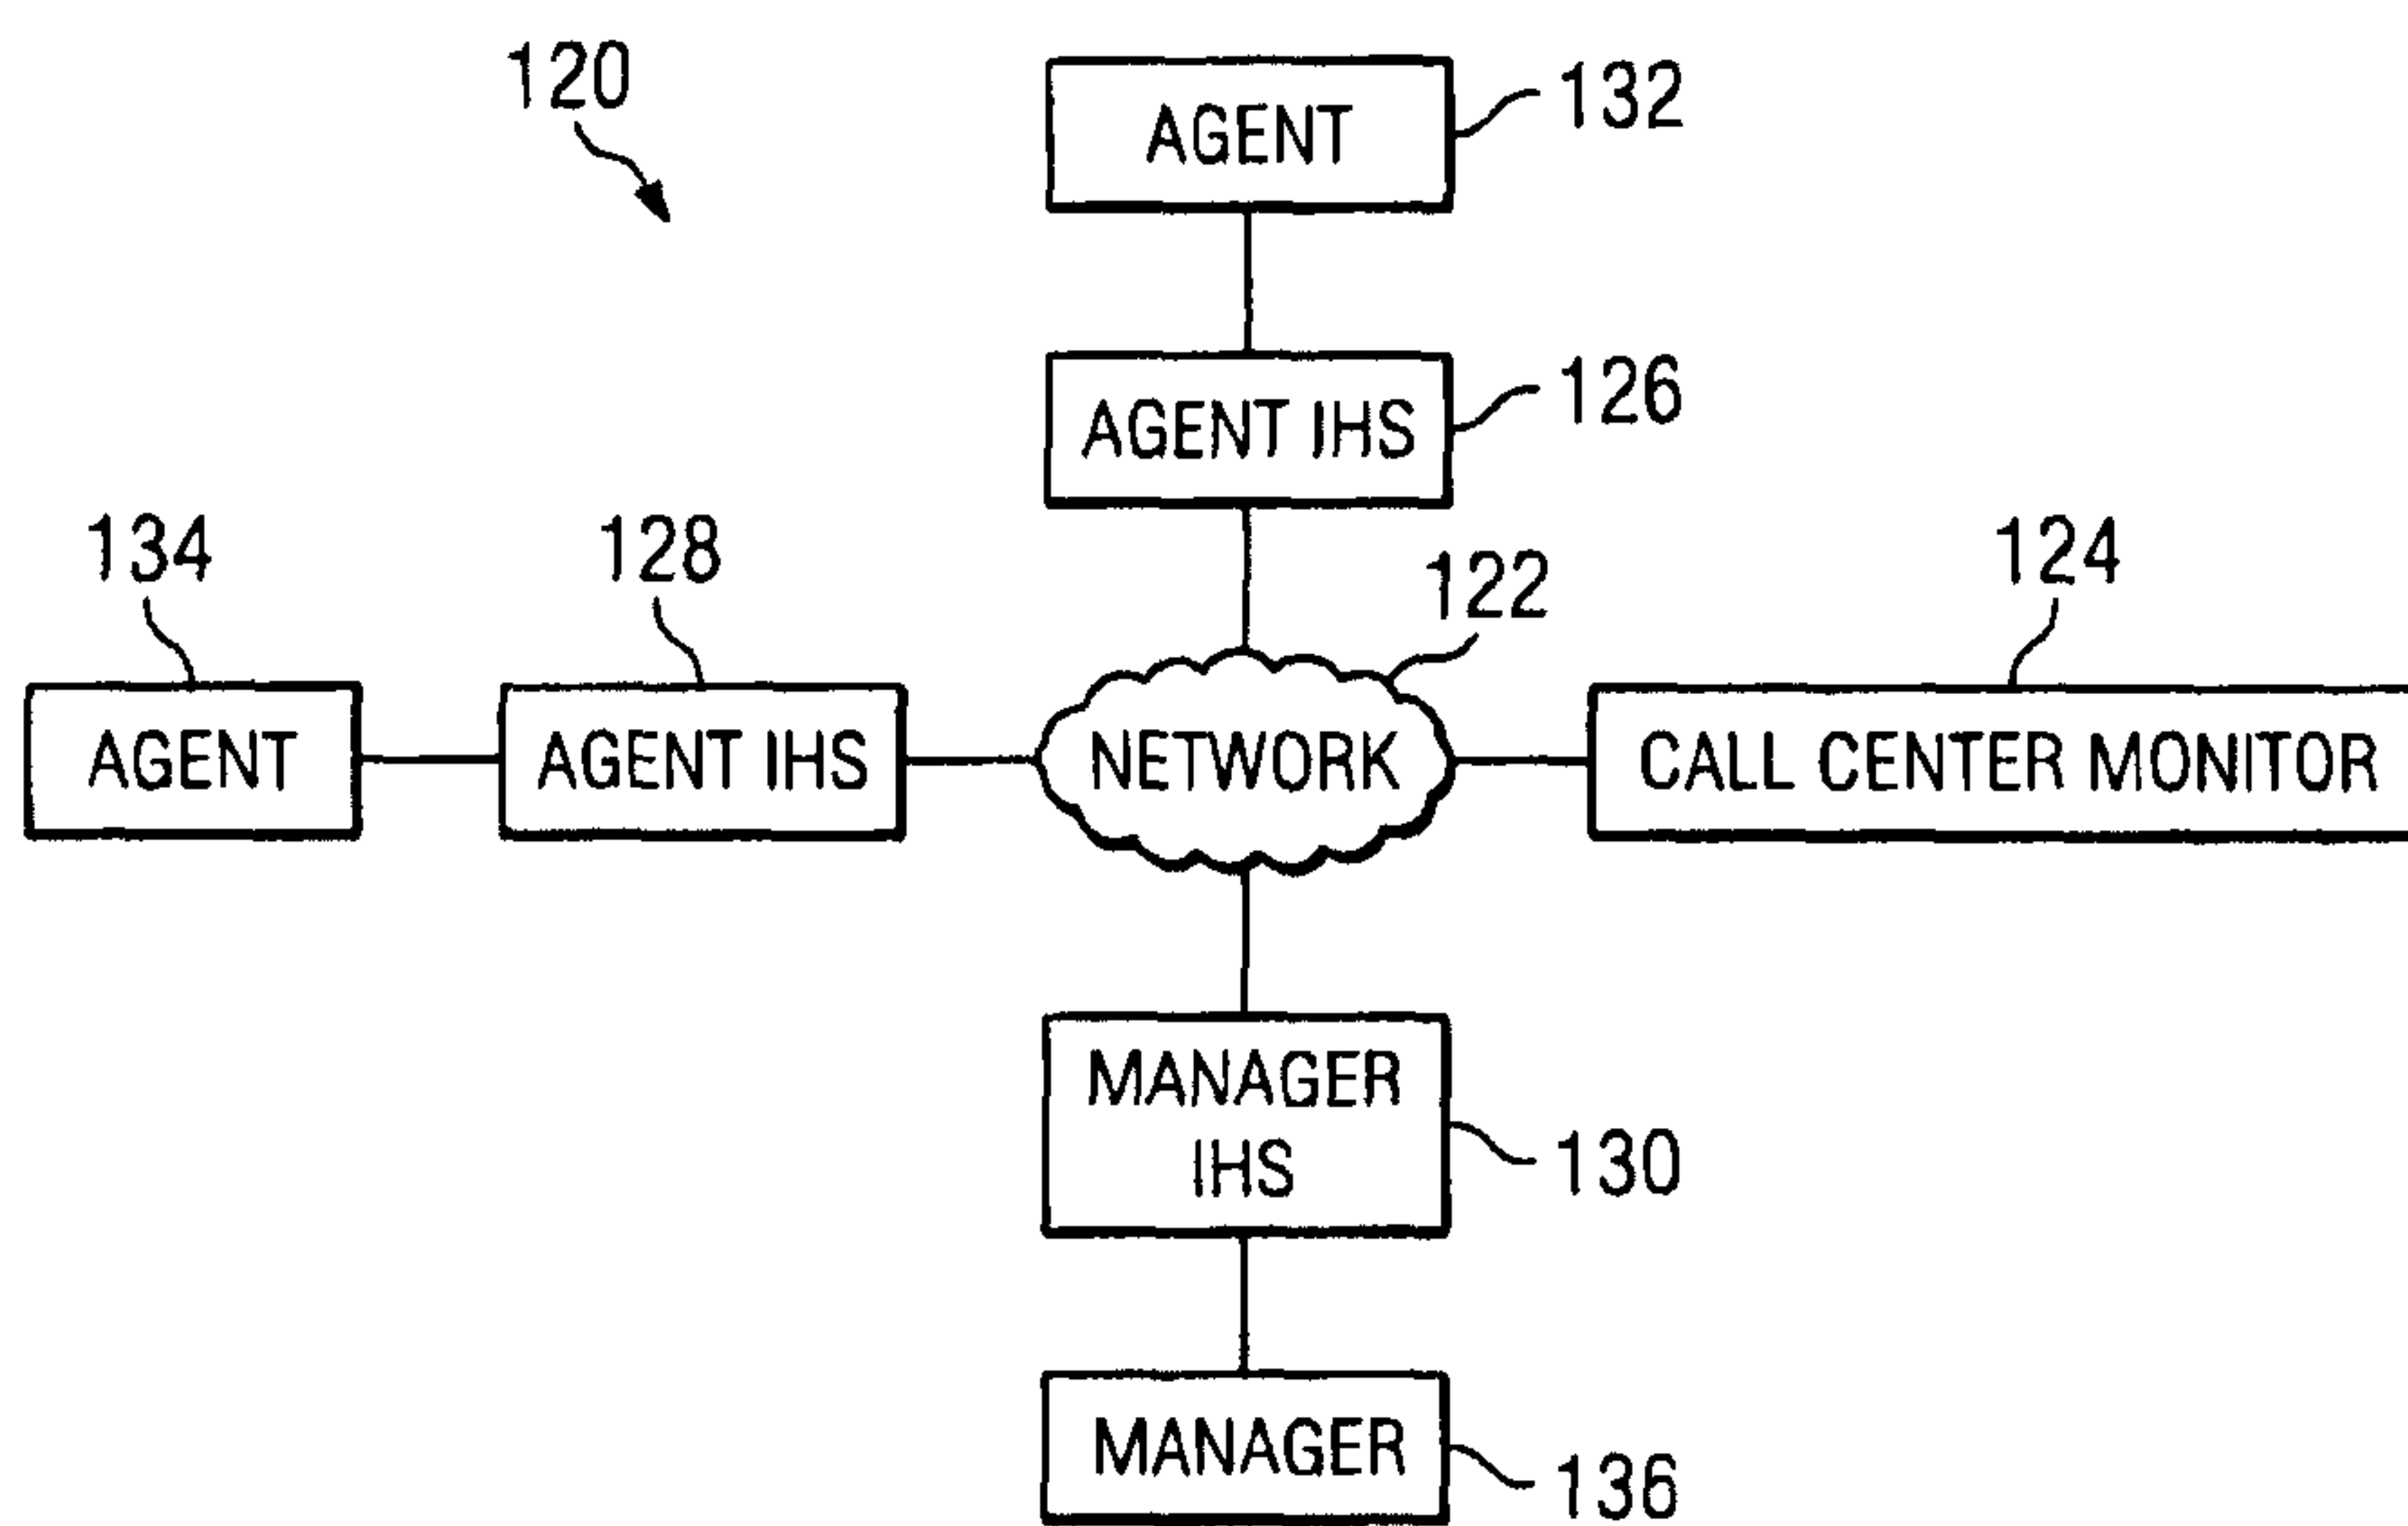 120
AGENT
132
AGENT IHS
126
134
128
122
124
AGENT
AGENT IHS
NETWORK
CALL CENTER MONITOR
MANAGER
IHS
130
MANAGER
136